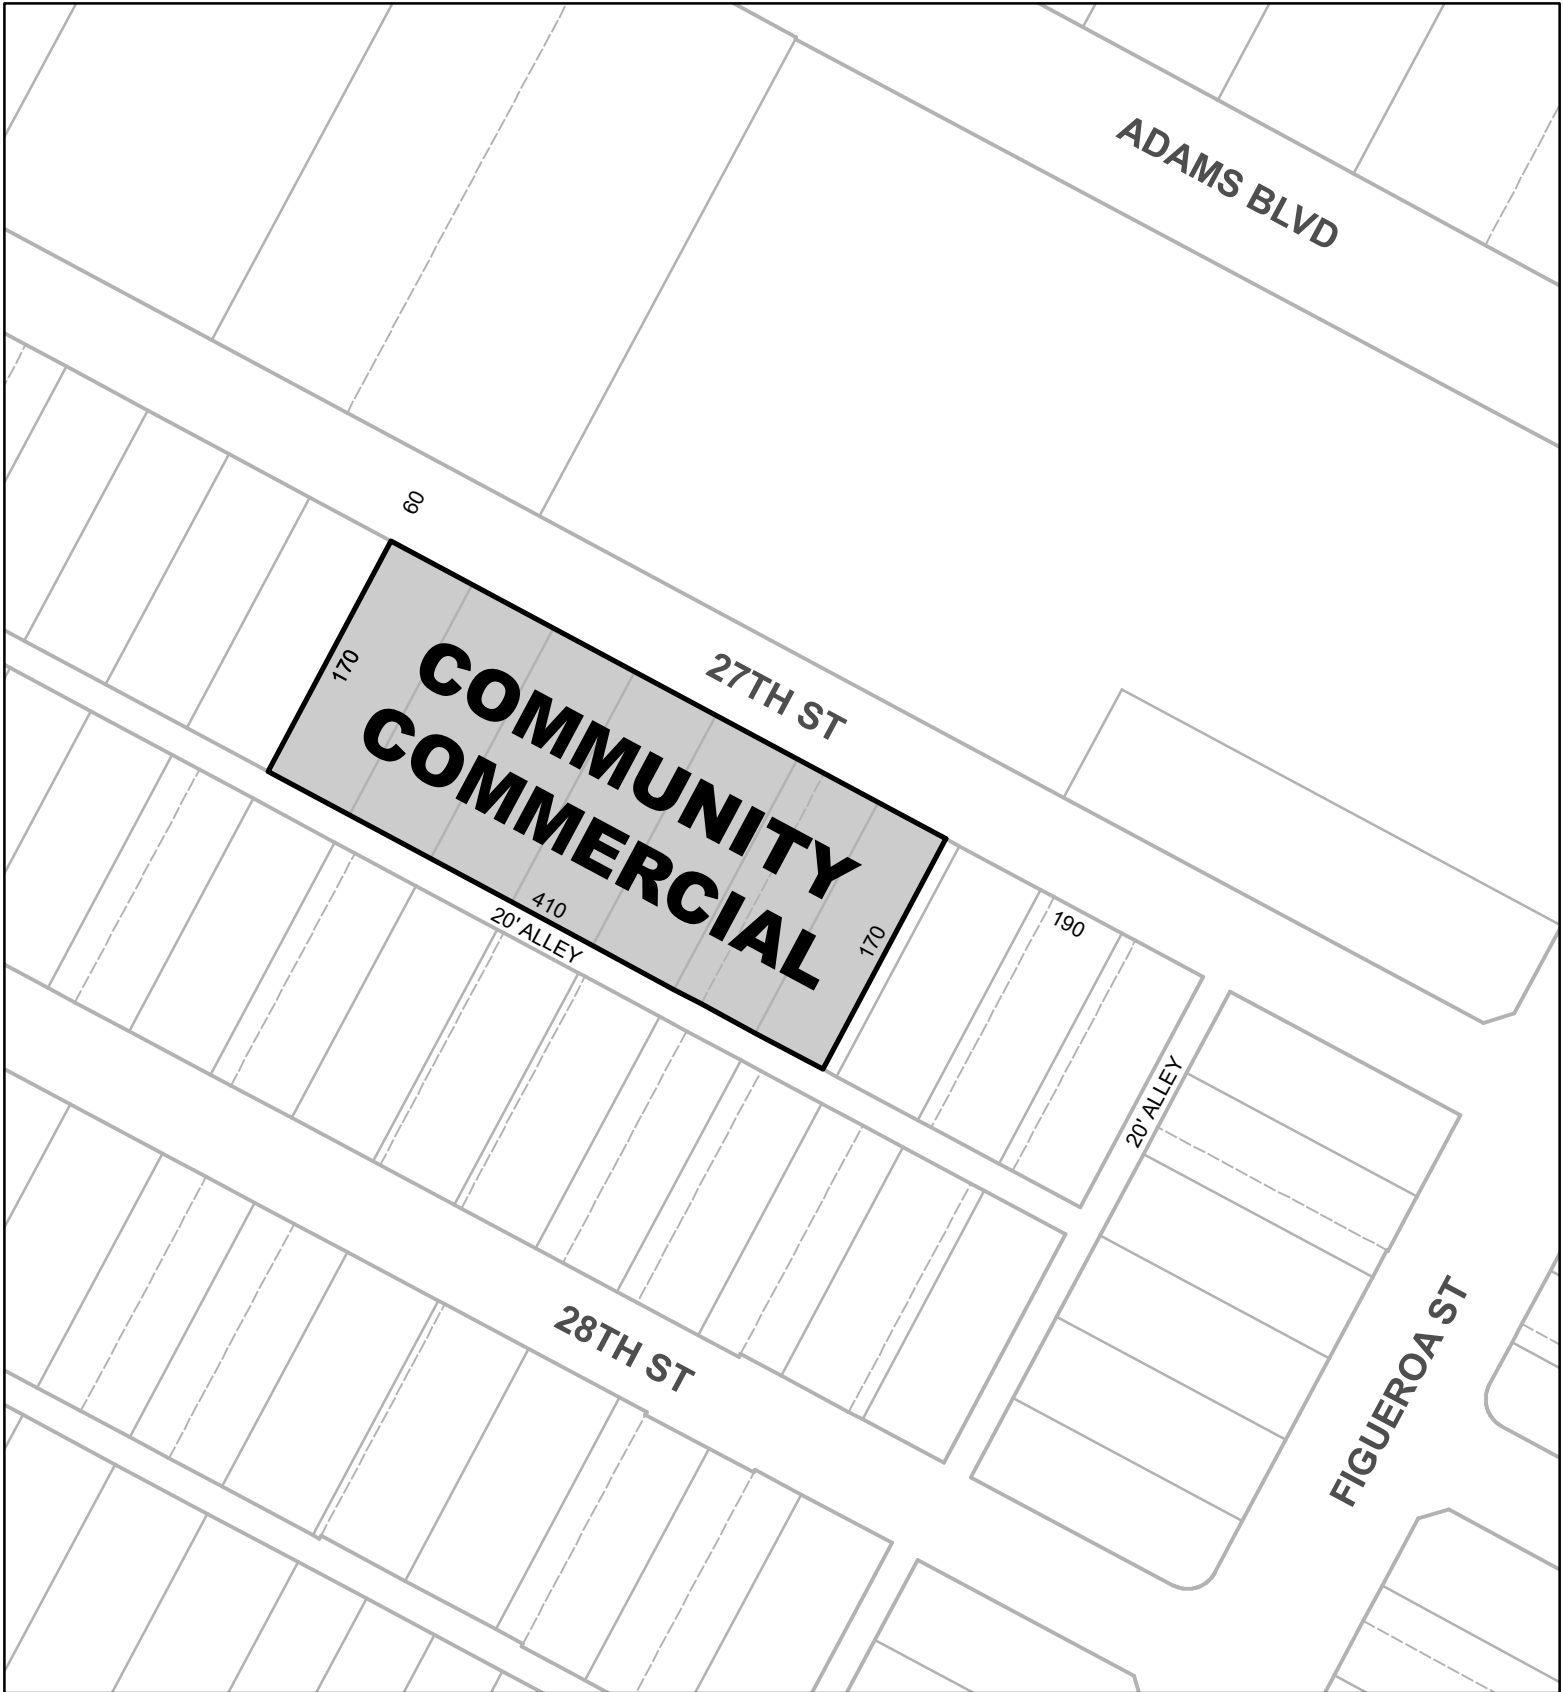 ADAMS BLVD
60
27TH ST
170
COMMUNITY
COMMERCIAL
410
20' ALLEY
170
190
20' ALLEY
28TH ST
FIGUEROA ST